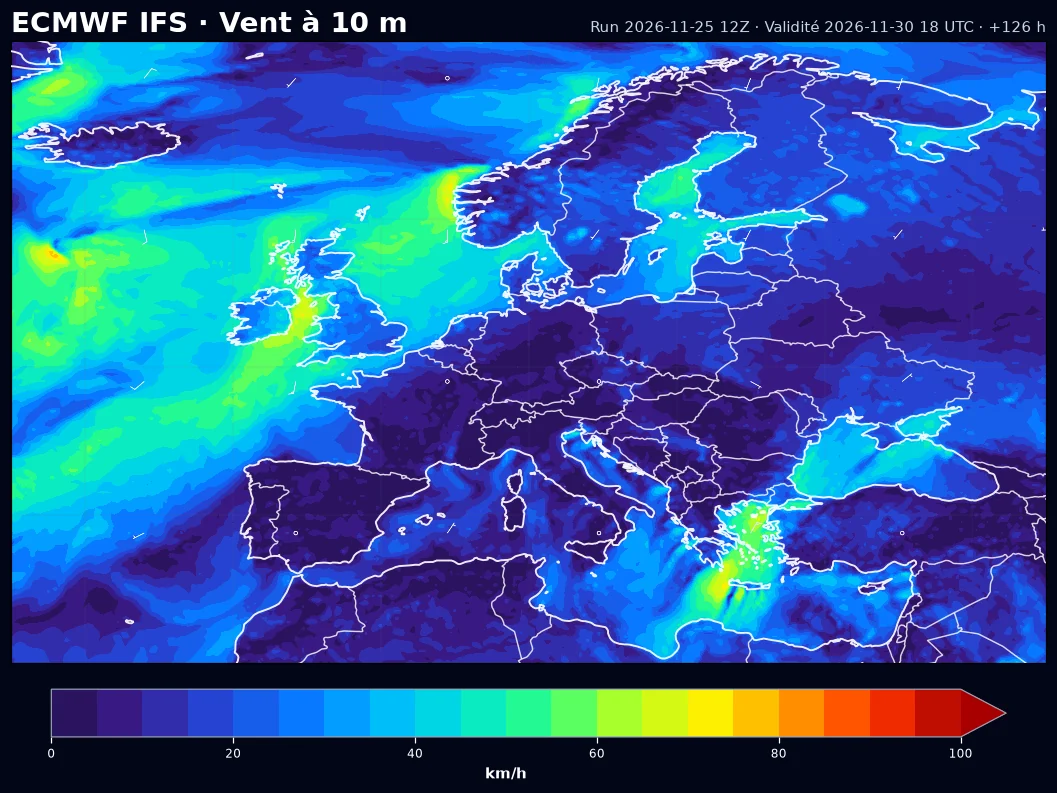 ECMWF IFS · Vent à 10 m
Run 2026-11-25 12Z · Validité 2026-11-30 18 UTC · +126 h
0 20 40 60 80 100
km/h